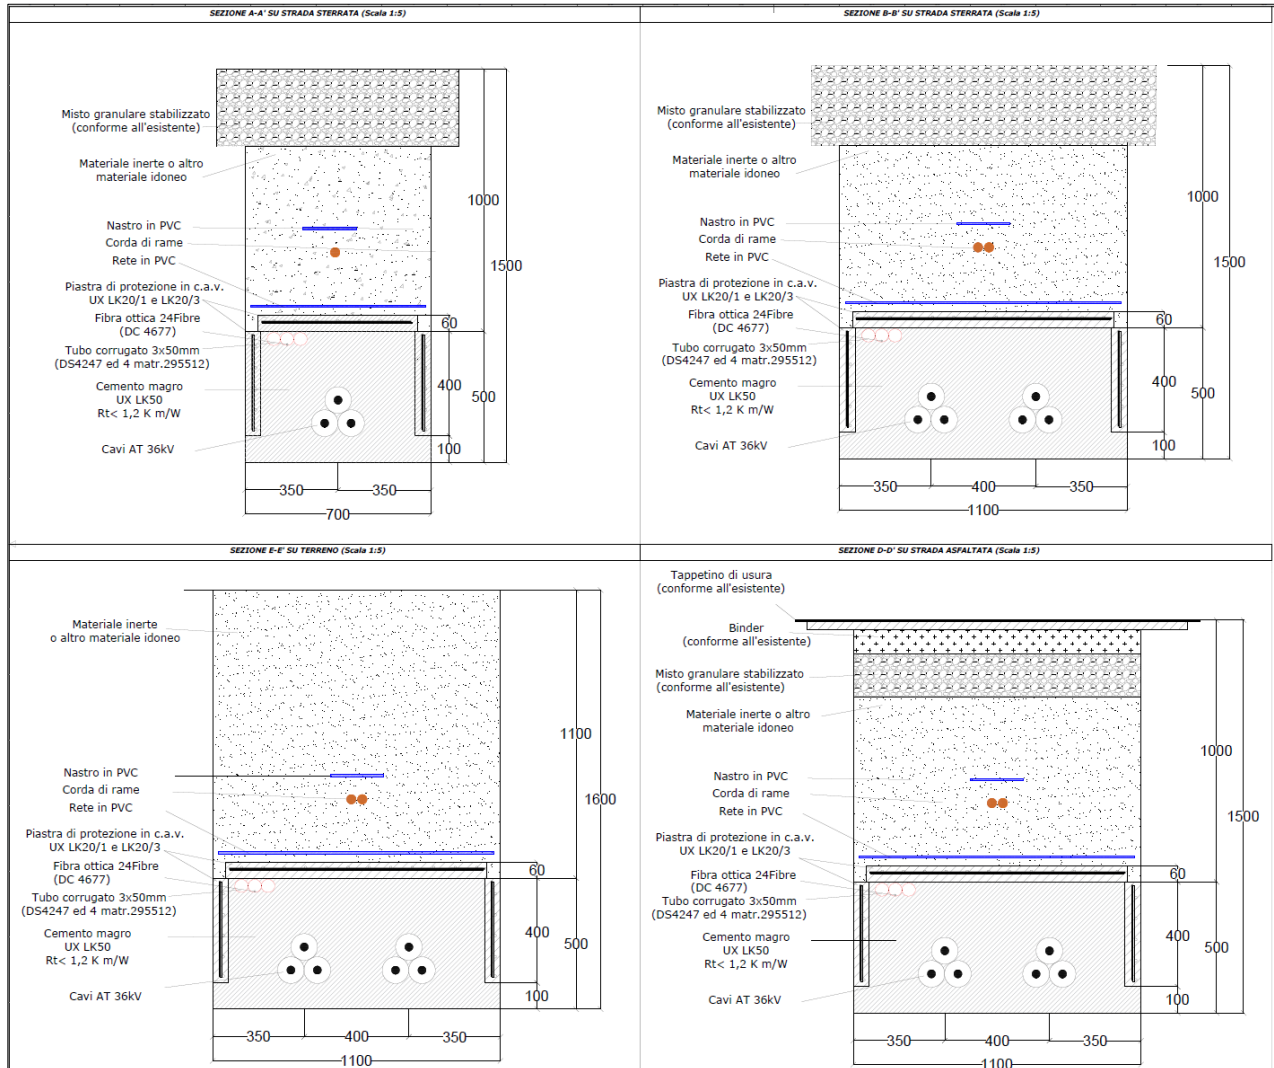 SEZIONE A-A' SU STRADA STERRATA (Scala 1:5)
Misto granulare stabilizzato
(conforme all'esistente)
Materiale inerte o altro
materiale idoneo
Nastro in PVC
Corda di rame
Rete in PVC
Piastra di protezione in c.a.v.
UX LK20/1 e LK20/3
Fibra ottica 24Fibre
(DC 4677)
Tubo corrugato 3x50mm
(DS4247 ed 4 matr.295512)
Cemento magro
UX LK50
Rt< 1,2 K m/W
Cavi AT 36kV
1000
1500
60
400
500
100
350
350
700
SEZIONE B-B' SU STRADA STERRATA (Scala 1:5)
Misto granulare stabilizzato
(conforme all'esistente)
Materiale inerte o altro
materiale idoneo
Nastro in PVC
Corda di rame
Rete in PVC
Piastra di protezione in c.a.v.
UX LK20/1 e LK20/3
Fibra ottica 24Fibre
(DC 4677)
Tubo corrugato 3x50mm
(DS4247 ed 4 matr.295512)
Cemento magro
UX LK50
Rt< 1,2 K m/W
Cavi AT 36kV
1000
1500
60
400
500
100
350
400
350
1100
SEZIONE E-E' SU TERRENO (Scala 1:5)
Materiale inerte
o altro materiale idoneo
Nastro in PVC
Corda di rame
Rete in PVC
Piastra di protezione in c.a.v.
UX LK20/1 e LK20/3
Fibra ottica 24Fibre
(DC 4677)
Tubo corrugato 3x50mm
(DS4247 ed 4 matr.295512)
Cemento magro
UX LK50
Rt< 1,2 K m/W
Cavi AT 36kV
1100
1600
60
400
500
100
350
400
350
1100
SEZIONE D-D' SU STRADA ASFALTATA (Scala 1:5)
Tappetino di usura
(conforme all'esistente)
Binder
(conforme all'esistente)
Misto granulare stabilizzato
(conforme all'esistente)
Materiale inerte o altro
materiale idoneo
Nastro in PVC
Corda di rame
Rete in PVC
Piastra di protezione in c.a.v.
UX LK20/1 e LK20/3
Fibra ottica 24Fibre
(DC 4677)
Tubo corrugato 3x50mm
(DS4247 ed 4 matr.295512)
Cemento magro
UX LK50
Rt< 1,2 K m/W
Cavi AT 36kV
1000
1500
60
400
500
100
350
400
350
1100